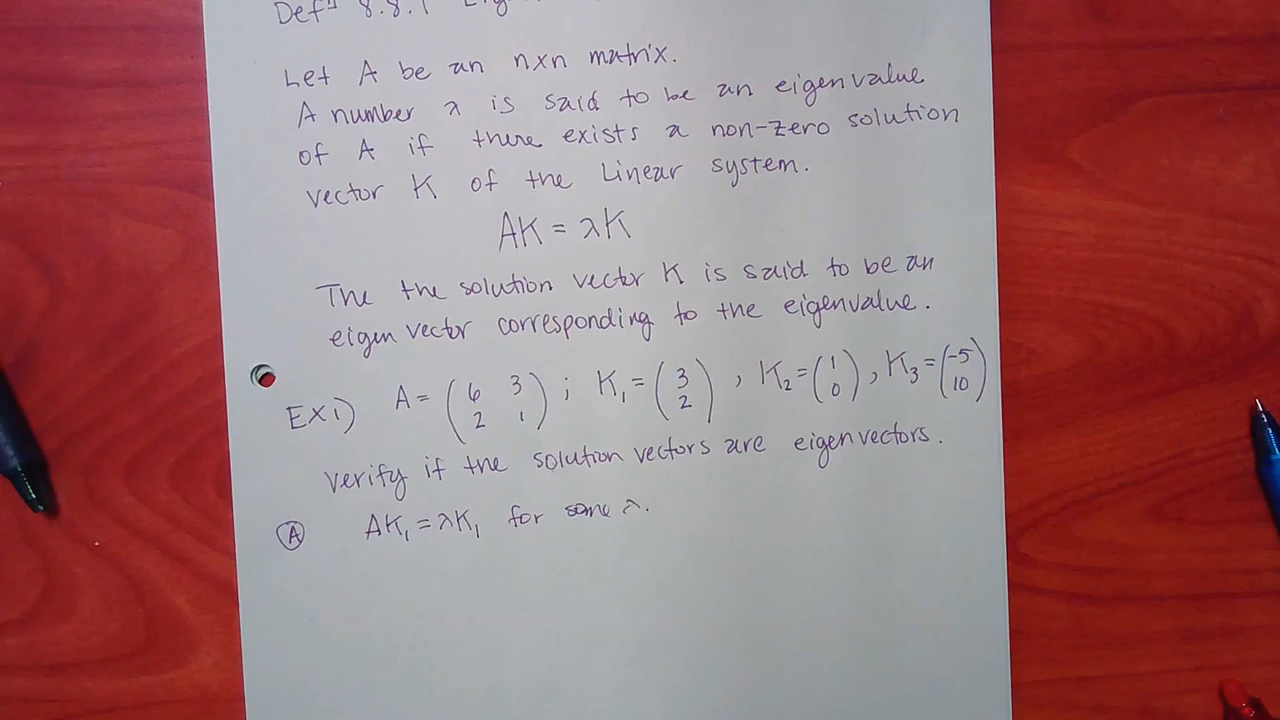 Defⁿ 8.8.1
Let A be an nxn matrix.
A number λ is said to be an eigenvalue
of A if there exists a non-zero solution
vector K of the Linear system.
AK = λK
The the solution vector K is said to be an
eigen vector corresponding to the eigenvalue.
EX1) A = (6 3; 2 1) ; K₁ = (3; 2) , K₂ = (1; 0) , K₃ = (-5; 10)
verify if the solution vectors are eigenvectors.
Ⓐ AK₁ = λK₁ for some λ.